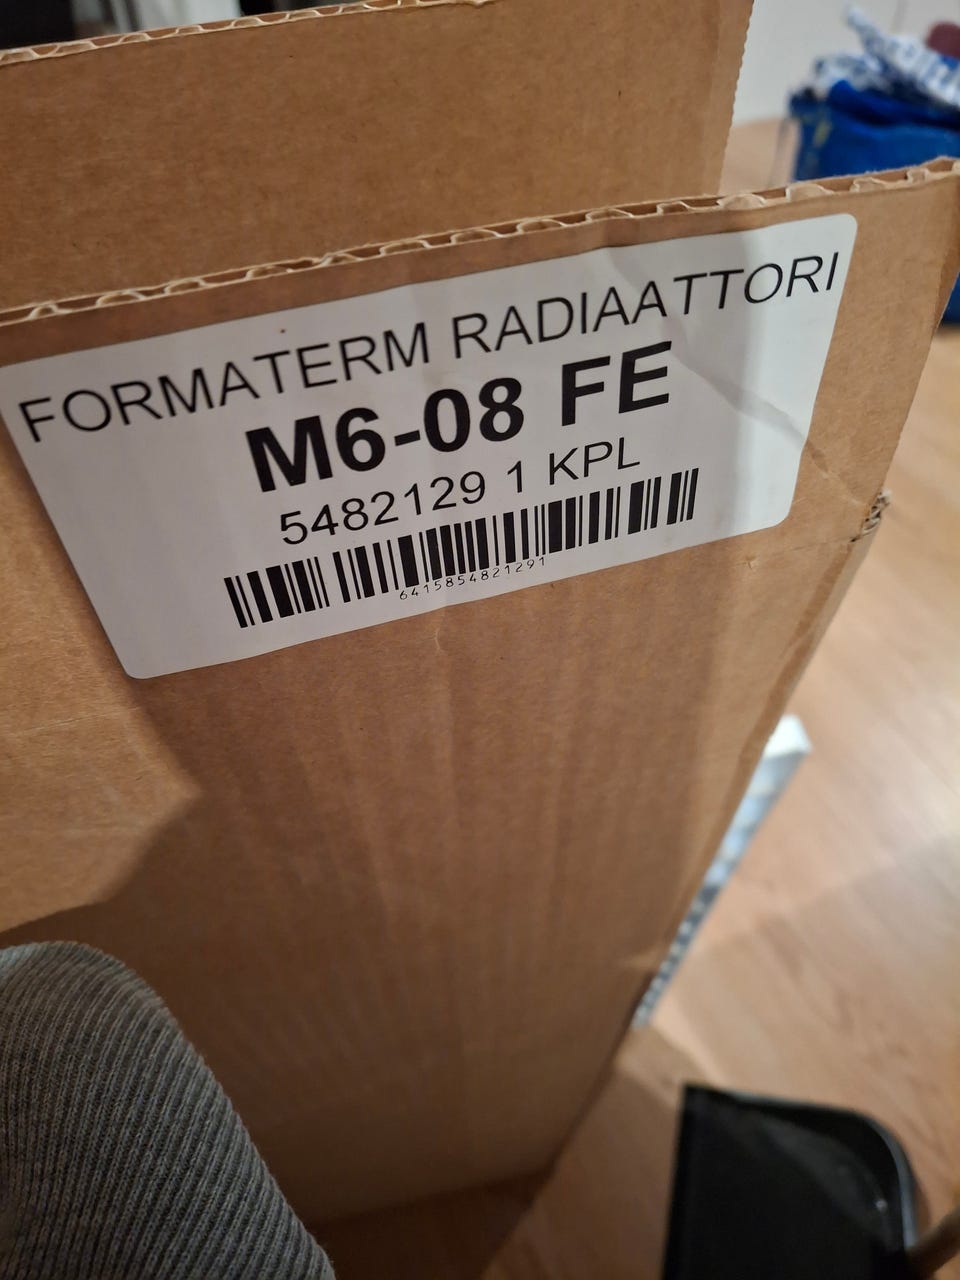 FORMATERM RADIAATTORI
M6-08 FE
5482129 1 KPL
6415854821291